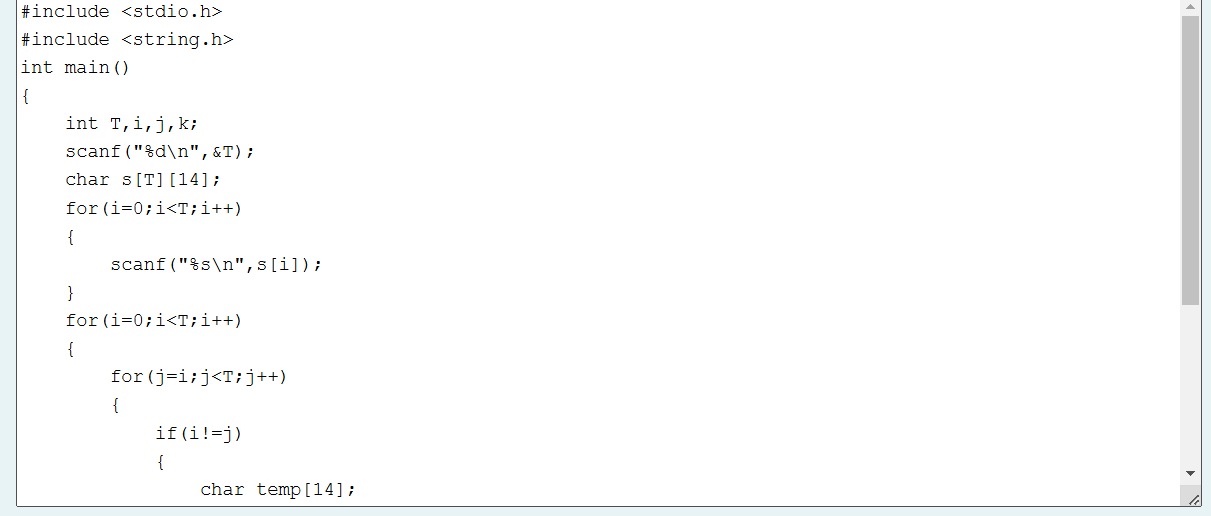 #include <stdio.h>
#include <string.h>
int main()
{
    int T,i,j,k;
    scanf("%d\n",&T);
    char s[T][14];
    for(i=0;i<T;i++)
    {
        scanf("%s\n",s[i]);
    }
    for(i=0;i<T;i++)
    {
        for(j=i;j<T;j++)
        {
            if(i!=j)
            {
                char temp[14];